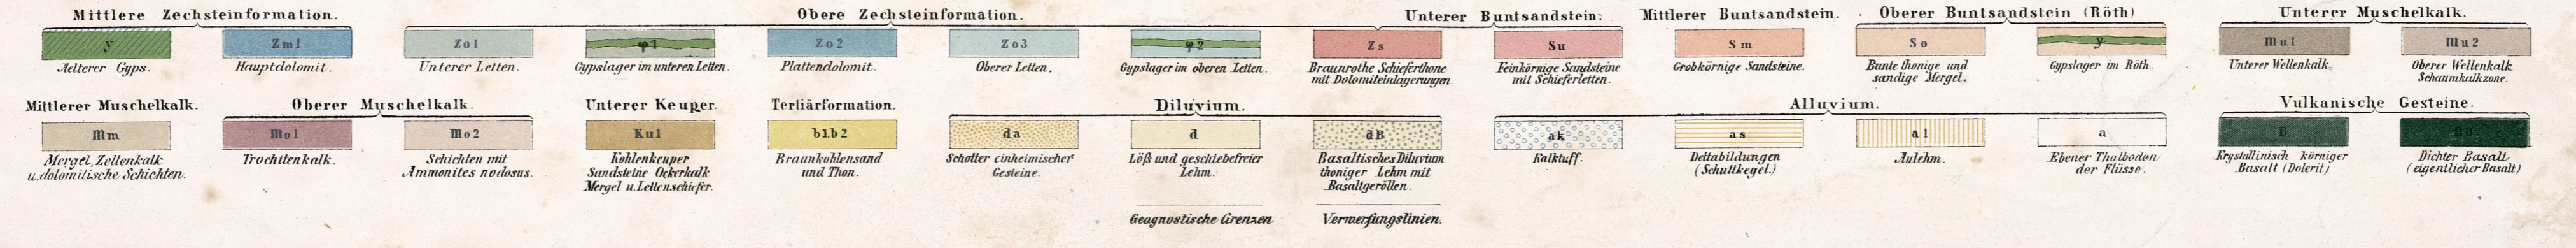 Mittlere Zechsteinformation.
Obere Zechsteinformation.
Unterer Buntsandstein.
Mittlerer Buntsandstein.
Oberer Buntsandstein (Röth)
Unterer Muschelkalk.
y
Zm1
Zo1
φ1
Zo2
Zo3
φ2
Zs
Su
Sm
So
y
Mu1
Mu2
Aelterer Gyps.
Hauptdolomit.
Unterer Letten.
Gypslager im unteren Letten.
Plattendolomit.
Oberer Letten.
Gypslager im oberen Letten.
Braunrothe Schieferthone
mit Dolomiteinlagerungen
Feinkörnige Sandsteine
mit Schieferletten.
Grobkörnige Sandsteine.
Bunte thonige und
sandige Mergel.
Gypslager im Röth.
Unterer Wellenkalk.
Oberer Wellenkalk
Schaumkalkzone.
Mittlerer Muschelkalk.
Oberer Muschelkalk.
Unterer Keuper.
Tertiärformation.
Diluvium.
Alluvium.
Vulkanische Gesteine.
Mm
Mo1
Mo2
Ku1
b1.b2
da
d
dB
ak
as
al
a
B
Bd
Mergel, Zellenkalk
u. dolomitische Schichten.
Trochitenkalk.
Schichten mit
Ammonites nodosus.
Kohlenkeuper
Sandsteine Ockerkalk
Mergel u. Lettenschiefer.
Braunkohlensand
und Thon.
Schotter einheimischer
Gesteine.
Löß und geschiebefreier
Lehm.
Basaltisches Diluvium
thoniger Lehm mit
Basaltgeröllen.
Kalktuff.
Deltabildungen
(Schuttkegel.)
Aulehm.
Ebener Thalboden
der Flüsse.
Krystallinisch körniger
Basalt (Dolerit)
Dichter Basalt
(eigentlicher Basalt)
Geognostische Grenzen
Verwerfungslinien.